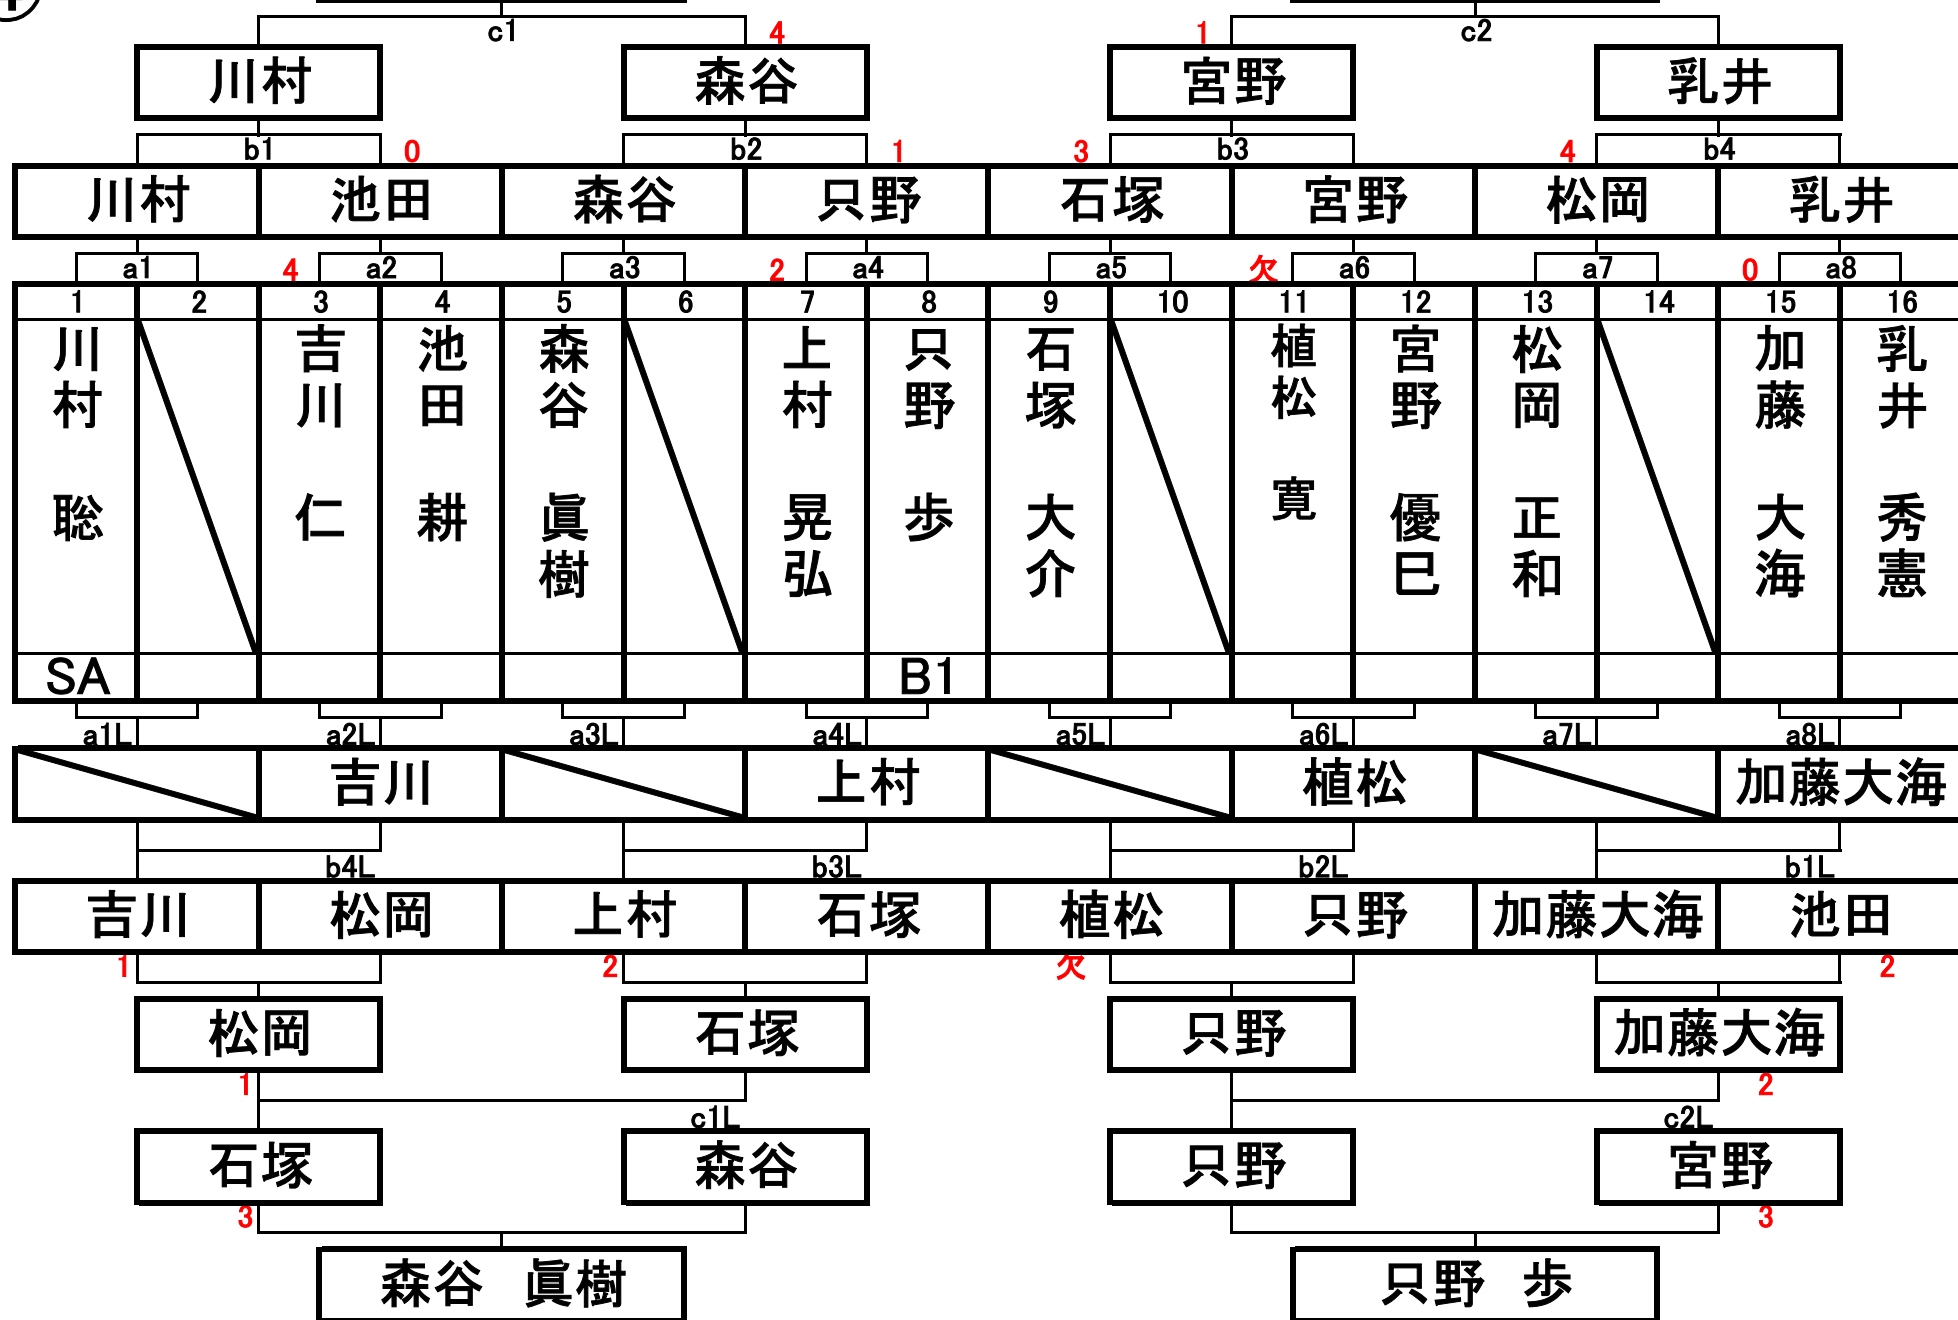 c1 c2
4 1
川村 森谷 宮野 乳井
b1 0 b2 1 3 b3 4 b4
川村 池田 森谷 只野 石塚 宮野 松岡 乳井
a1 4 a2 a3 2 a4 a5 欠 a6 a7 0 a8
1 2 3 4 5 6 7 8 9 10 11 12 13 14 15 16
川村 聡
吉川 仁
池田 耕
森谷 眞樹
上村 晃弘
只野 歩
石塚 大介
植松 寛
宮野 優巳
松岡 正和
加藤 大海
乳井 秀憲
SA B1
a1L a2L a3L a4L a5L a6L a7L a8L
吉川 上村 植松 加藤大海
b4L b3L b2L b1L
吉川 松岡 上村 石塚 植松 只野 加藤大海 池田
1 2 欠 2
松岡 石塚 只野 加藤大海
1 2
c1L c2L
石塚 森谷 只野 宮野
3 3
森谷 眞樹 只野 歩